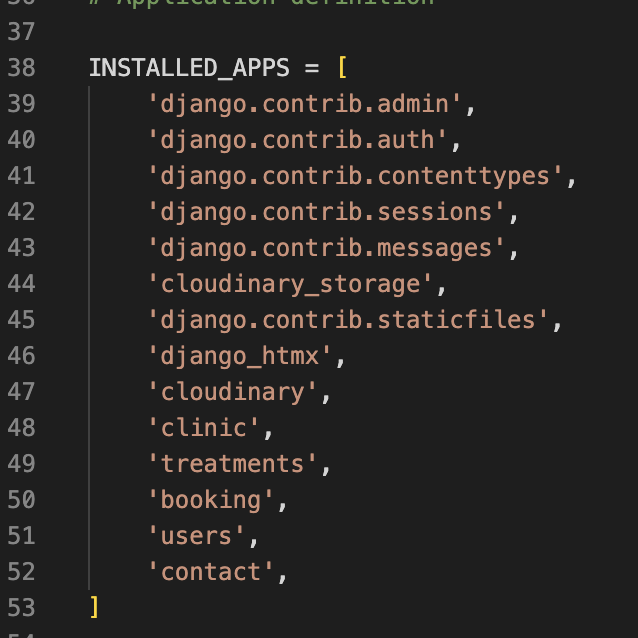 # Application definition
37
38 INSTALLED_APPS = [
39 'django.contrib.admin',
40 'django.contrib.auth',
41 'django.contrib.contenttypes',
42 'django.contrib.sessions',
43 'django.contrib.messages',
44 'cloudinary_storage',
45 'django.contrib.staticfiles',
46 'django_htmx',
47 'cloudinary',
48 'clinic',
49 'treatments',
50 'booking',
51 'users',
52 'contact',
53 ]